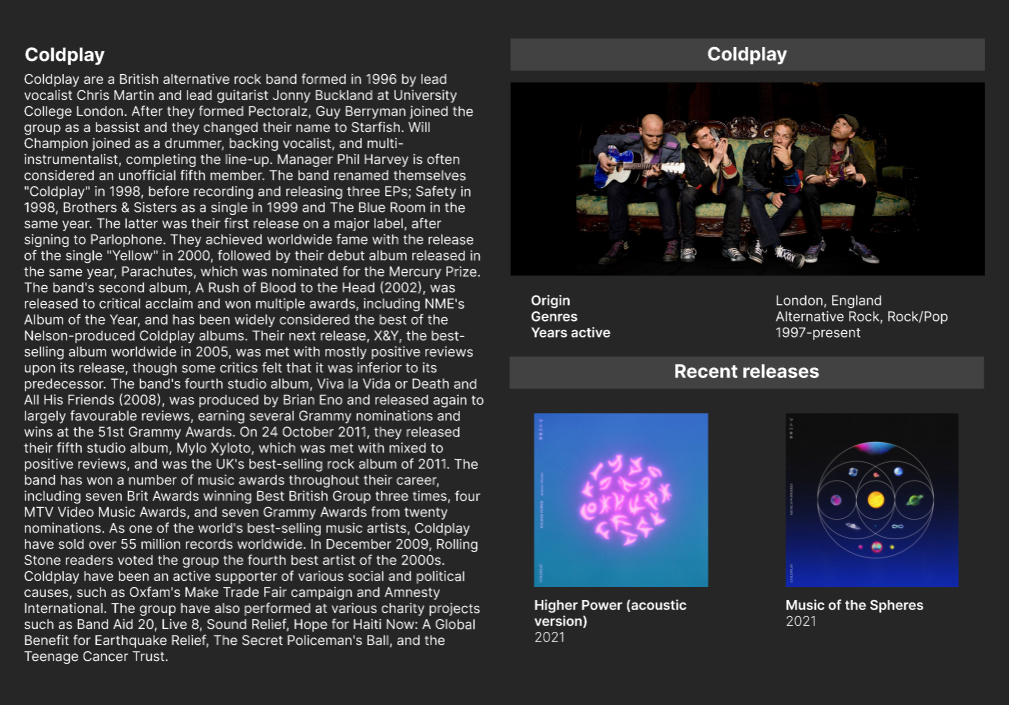 Coldplay
Coldplay are a British alternative rock band formed in 1996 by lead
vocalist Chris Martin and lead guitarist Jonny Buckland at University
College London. After they formed Pectoralz, Guy Berryman joined the
group as a bassist and they changed their name to Starfish. Will
Champion joined as a drummer, backing vocalist, and multi-
instrumentalist, completing the line-up. Manager Phil Harvey is often
considered an unofficial fifth member. The band renamed themselves
"Coldplay" in 1998, before recording and releasing three EPs; Safety in
1998, Brothers & Sisters as a single in 1999 and The Blue Room in the
same year. The latter was their first release on a major label, after
signing to Parlophone. They achieved worldwide fame with the release
of the single "Yellow" in 2000, followed by their debut album released in
the same year, Parachutes, which was nominated for the Mercury Prize.
The band's second album, A Rush of Blood to the Head (2002), was
released to critical acclaim and won multiple awards, including NME's
Album of the Year, and has been widely considered the best of the
Nelson-produced Coldplay albums. Their next release, X&Y, the best-
selling album worldwide in 2005, was met with mostly positive reviews
upon its release, though some critics felt that it was inferior to its
predecessor. The band's fourth studio album, Viva la Vida or Death and
All His Friends (2008), was produced by Brian Eno and released again to
largely favourable reviews, earning several Grammy nominations and
wins at the 51st Grammy Awards. On 24 October 2011, they released
their fifth studio album, Mylo Xyloto, which was met with mixed to
positive reviews, and was the UK's best-selling rock album of 2011. The
band has won a number of music awards throughout their career,
including seven Brit Awards winning Best British Group three times, four
MTV Video Music Awards, and seven Grammy Awards from twenty
nominations. As one of the world's best-selling music artists, Coldplay
have sold over 55 million records worldwide. In December 2009, Rolling
Stone readers voted the group the fourth best artist of the 2000s.
Coldplay have been an active supporter of various social and political
causes, such as Oxfam's Make Trade Fair campaign and Amnesty
International. The group have also performed at various charity projects
such as Band Aid 20, Live 8, Sound Relief, Hope for Haiti Now: A Global
Benefit for Earthquake Relief, The Secret Policeman's Ball, and the
Teenage Cancer Trust.
Coldplay
Origin London, England
Genres Alternative Rock, Rock/Pop
Years active 1997-present
Recent releases
Higher Power (acoustic
version)
2021
Music of the Spheres
2021